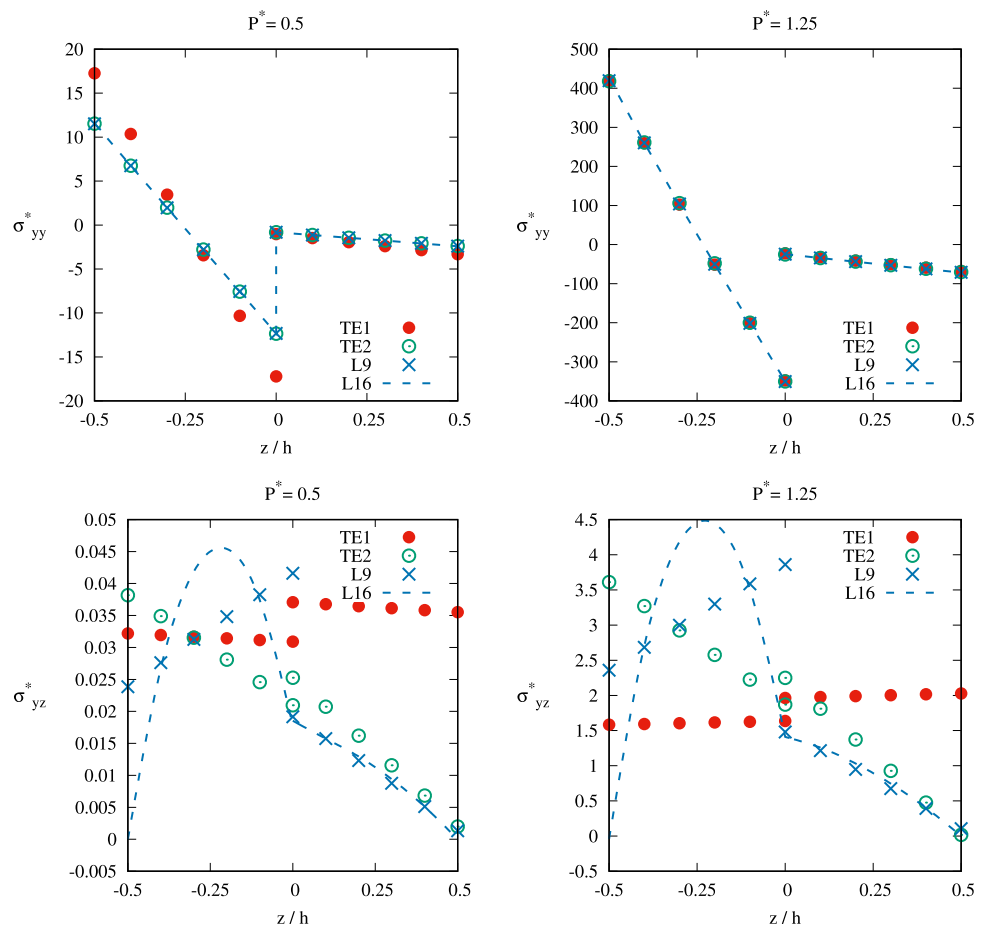 P* = 0.5
20
15
10
5
0
-5
-10
-15
-20
σ*yy
-0.5
-0.25
0
0.25
0.5
z / h
TE1
TE2
L9
L16
P* = 1.25
500
400
300
200
100
0
-100
-200
-300
-400
σ*yy
-0.5
-0.25
0
0.25
0.5
z / h
TE1
TE2
L9
L16
P* = 0.5
0.05
0.045
0.04
0.035
0.03
0.025
0.02
0.015
0.01
0.005
0
-0.005
σ*yz
-0.5
-0.25
0
0.25
0.5
z / h
TE1
TE2
L9
L16
P* = 1.25
4.5
4
3.5
3
2.5
2
1.5
1
0.5
0
-0.5
σ*yz
-0.5
-0.25
0
0.25
0.5
z / h
TE1
TE2
L9
L16